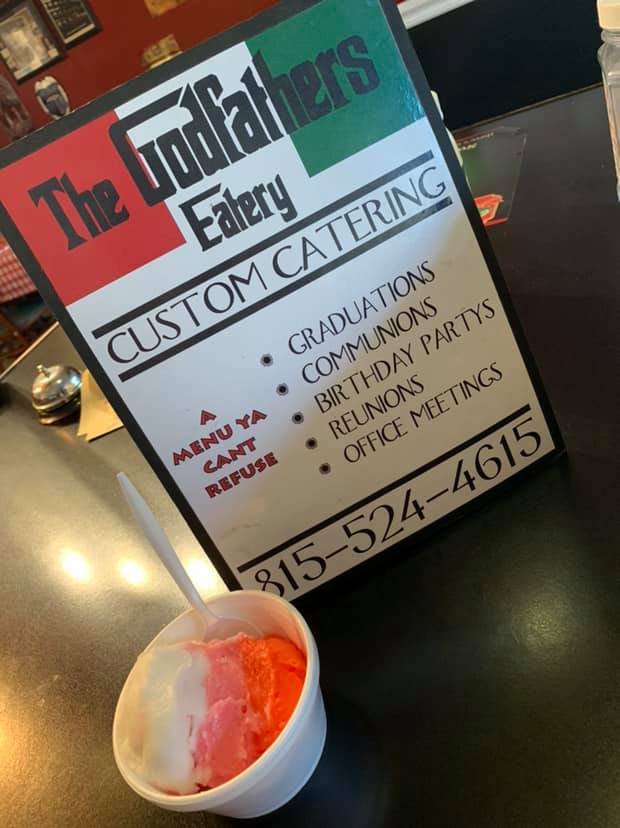 The Godfathers
Eatery
CUSTOM CATERING
• GRADUATIONS
• COMMUNIONS
• BIRTHDAY PARTYS
• REUNIONS
• OFFICE MEETINGS
A
MENU YA
CANT
REFUSE
815-524-4615